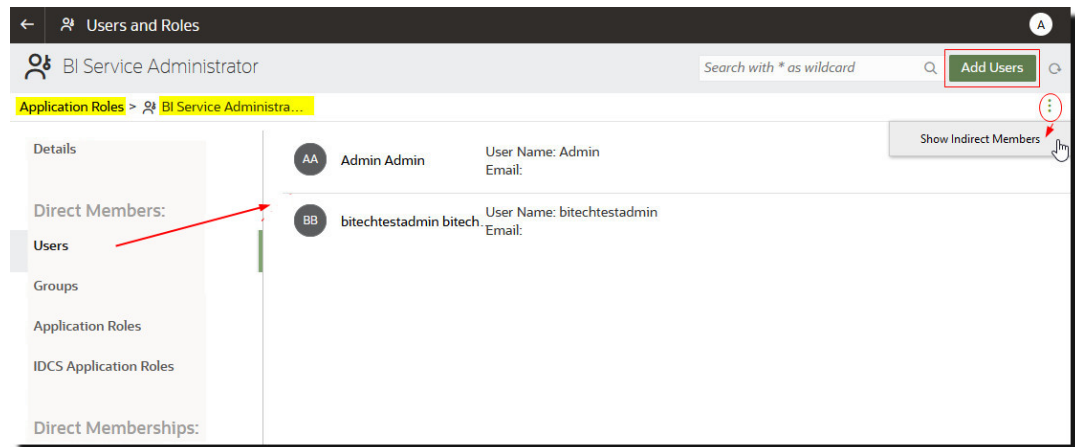 Users and Roles
A
BI Service Administrator
Search with * as wildcard
Add Users
Application Roles > BI Service Administra...
Show Indirect Members
Details
Direct Members:
Users
Groups
Application Roles
IDCS Application Roles
Direct Memberships:
AA
Admin Admin
User Name: Admin
Email:
BB
bitechtestadmin bitech.
User Name: bitechtestadmin
Email: